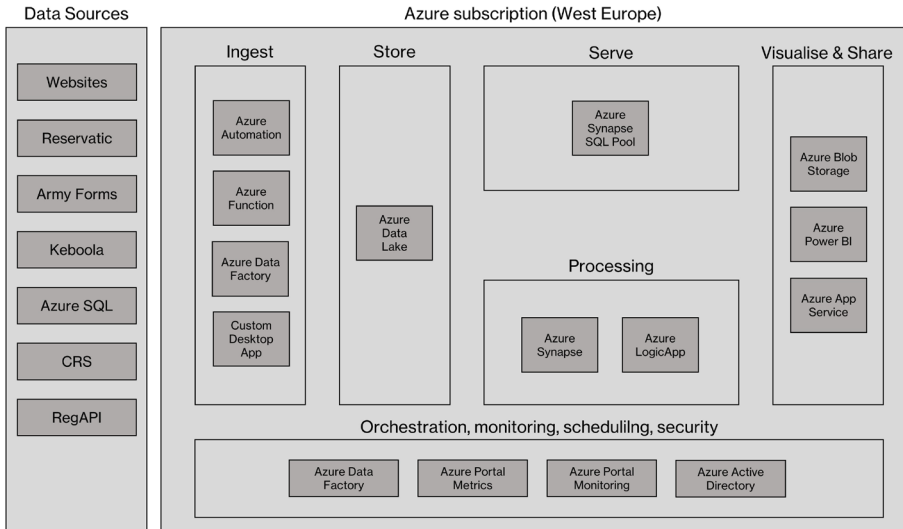 Data Sources
Websites
Reservatic
Army Forms
Keboola
Azure SQL
CRS
RegAPI
Azure subscription (West Europe)
Ingest
Azure
Automation
Azure
Function
Azure Data
Factory
Custom
Desktop
App
Store
Azure
Data
Lake
Serve
Azure
Synapse
SQL Pool
Processing
Azure
Synapse
Azure
LogicApp
Visualise & Share
Azure Blob
Storage
Azure
Power BI
Azure App
Service
Orchestration, monitoring, schedulilng, security
Azure Data
Factory
Azure Portal
Metrics
Azure Portal
Monitoring
Azure Active
Directory